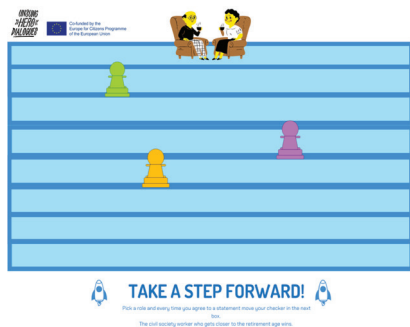 UNSUNG
HERO
DIALOGUES
Co-funded by the
Europe for Citizens Programme
of the European Union
TAKE A STEP FORWARD!
Pick a role and every time you agree to a statement move your checker in the next
box.
The civil society worker who gets closer to the retirement age wins.